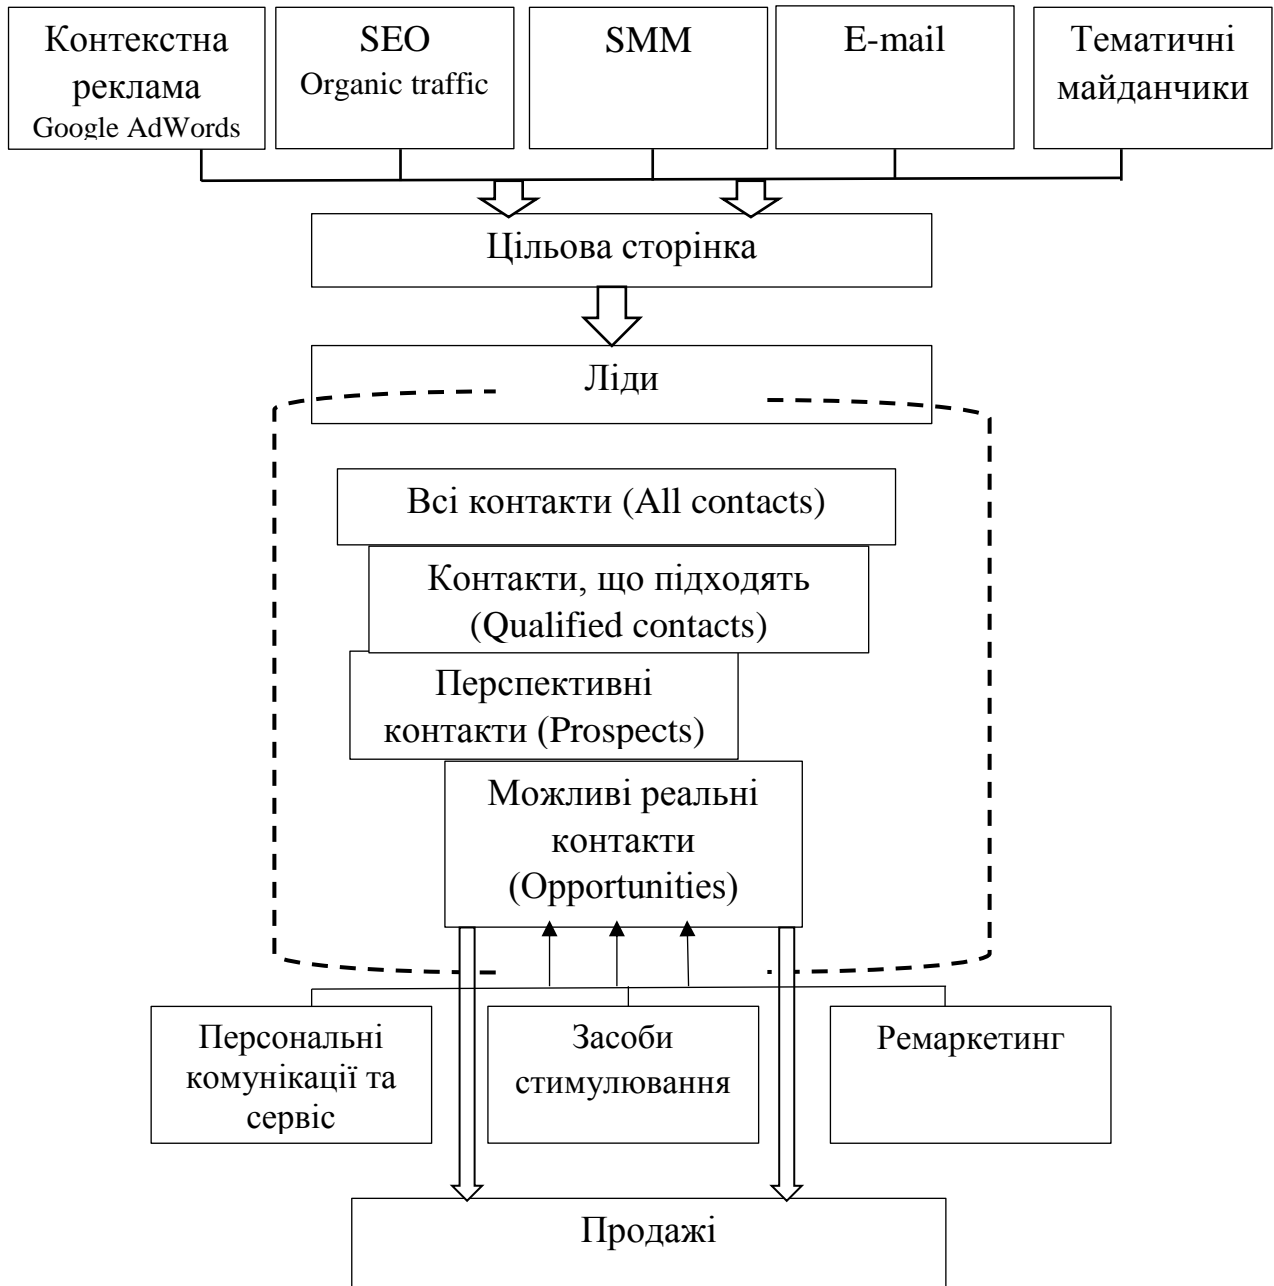 Контекстна
реклама
Google AdWords
SEO
Organic traffic
SMM
E-mail
Тематичні
майданчики
Цільова сторінка
Ліди
Всі контакти (All contacts)
Контакти, що підходять
(Qualified contacts)
Перспективні
контакти (Prospects)
Можливі реальні
контакти
(Opportunities)
Персональні
комунікації та
сервіс
Засоби
стимулювання
Ремаркетинг
Продажі